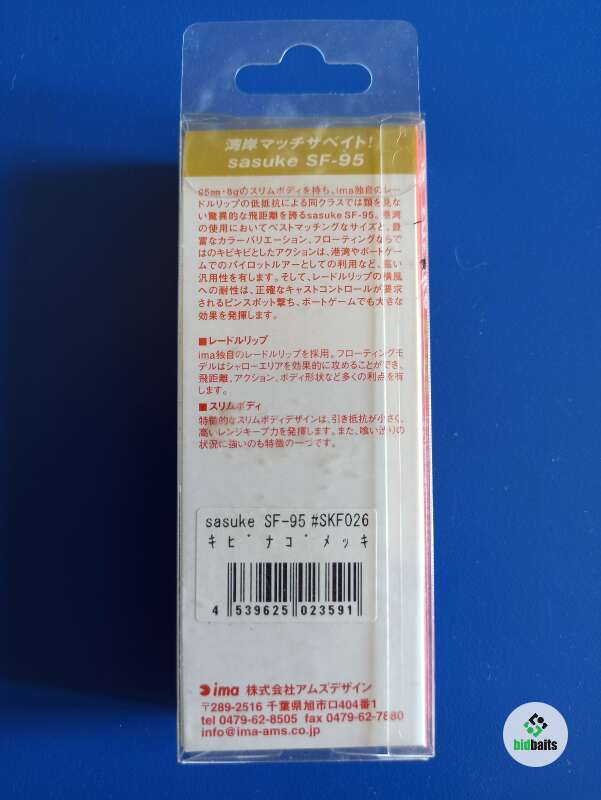 湾岸マッチザベイト!
sasuke SF-95
95mm・8gのスリムボディを持ち、ima独自のレー
ドルリップの低抵抗による同クラスでは類を見な
い驚異的な飛距離を誇るsasuke SF-95。港湾
の使用においてベストマッチングなサイズと、豊
富なカラーバリエーション、フローティングならで
はのキビキビとしたアクションは、港湾やボートゲー
ムでのパイロットルアーとしての利用など、高い
汎用性を有します。そして、レードルリップの横風
への耐性は、正確なキャストコントロールが要求
されるピンスポット撃ち、ボートゲームでも大きな
効果を発揮します。
■レードルリップ
ima独自のレードルリップを採用。フローティングモ
デルはシャローエリアを効果的に攻めることができ、
飛距離、アクション、ボディ形状など多くの利点を有
します。
■スリムボディ
特徴的なスリムボディデザインは、引き抵抗が小さく、
高いレンジキープ力を発揮します。また、喰い渋りの
状況に強いのも特徴の一つです。
sasuke SF-95 #SKF026
キビナゴメッキ
4 539625 023591
ima 株式会社アムズデザイン
〒289-2516 千葉県旭市ロ404番1
tel 0479-62-8505 fax 0479-62-7880
info@ima-ams.co.jp
bidbaits